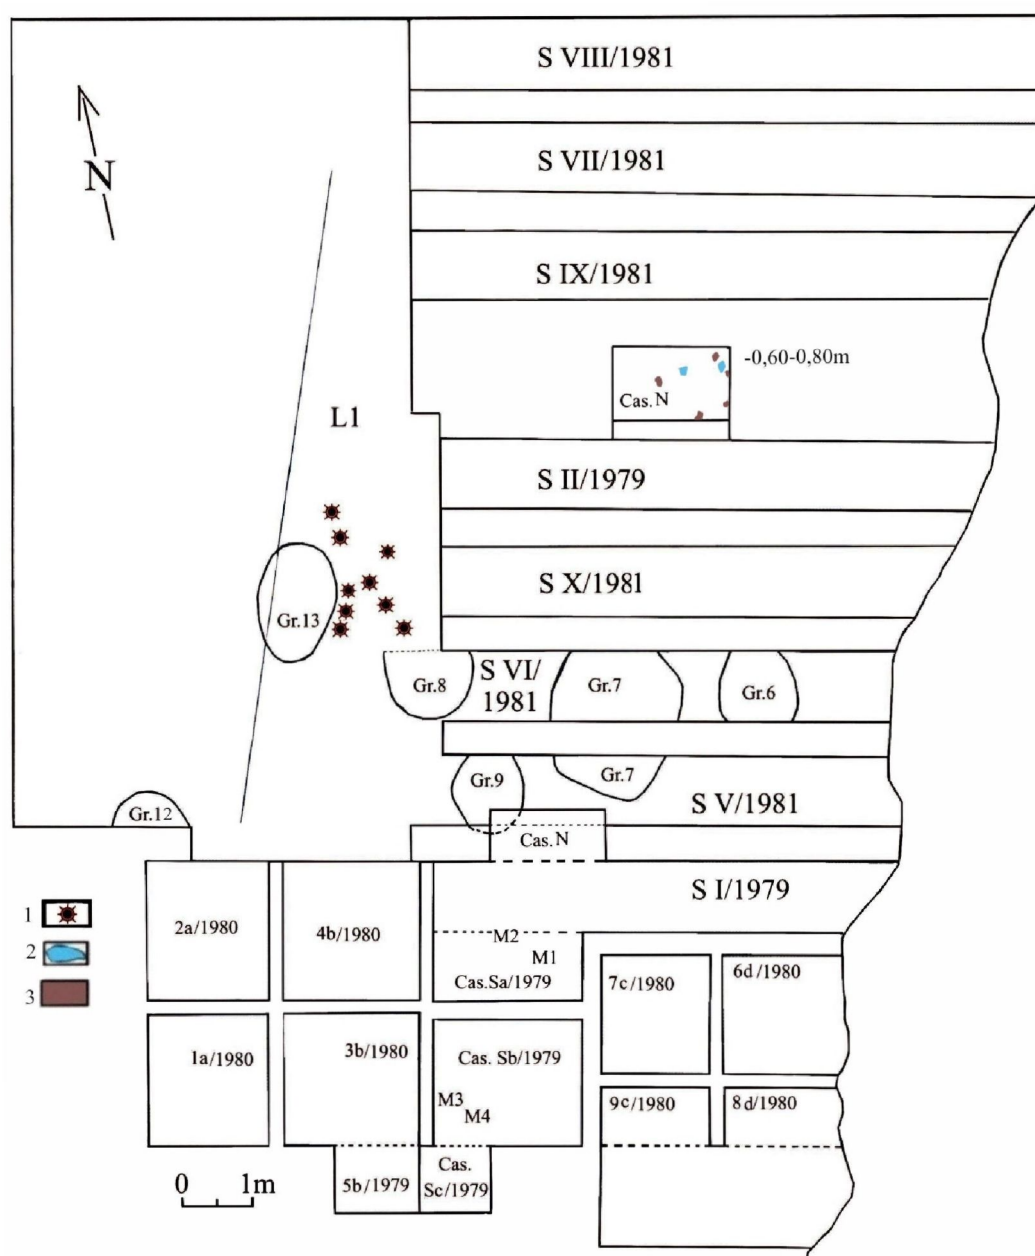 S VIII/1981
S VII/1981
N
S IX/1981
-0,60-0,80m
Cas. N
L1
S II/1979
S X/1981
Gr.13
Gr.8
S VI/
1981
Gr.7
Gr.6
Gr.9
Gr.7
Gr.12
S V/1981
Cas. N
S I/1979
1
2a/1980
4b/1980
M2
2
M1
Cas.Sa/1979
7c/1980
6d/1980
3
1a/1980
3b/1980
Cas. Sb/1979
M3
M4
9c/1980
8d/1980
0 1m
5b/1979
Cas.
Sc/1979